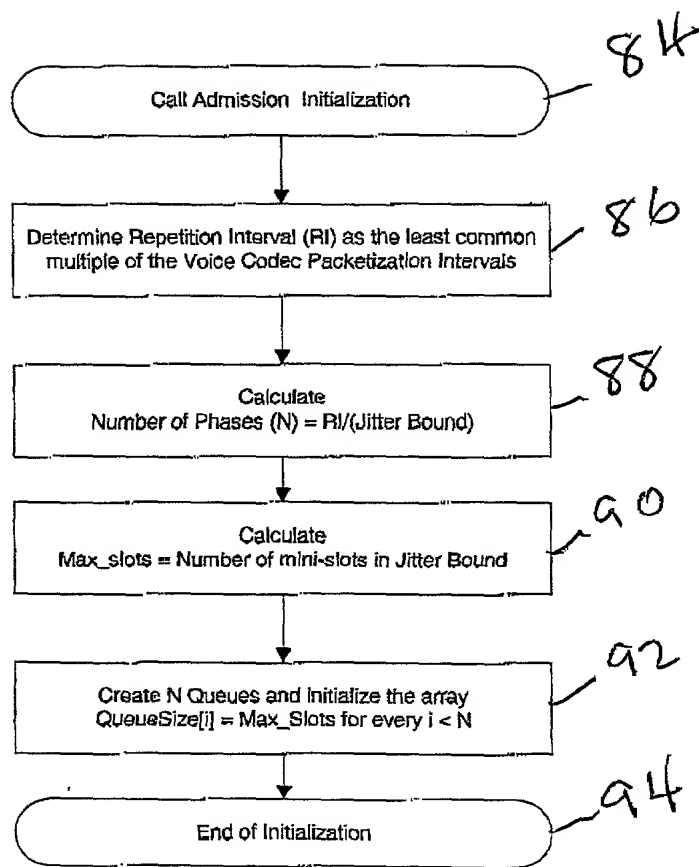 84
Call Admission Initialization
86
Determine Repetition Interval (RI) as the least common
multiple of the Voice Codec Packetization Intervals
88
Calculate
Number of Phases (N) = RI/(Jitter Bound)
90
Calculate
Max_slots = Number of mini-slots in Jitter Bound
92
Create N Queues and Initialize the array
QueueSize[i] = Max_Slots for every i < N
94
End of Initialization